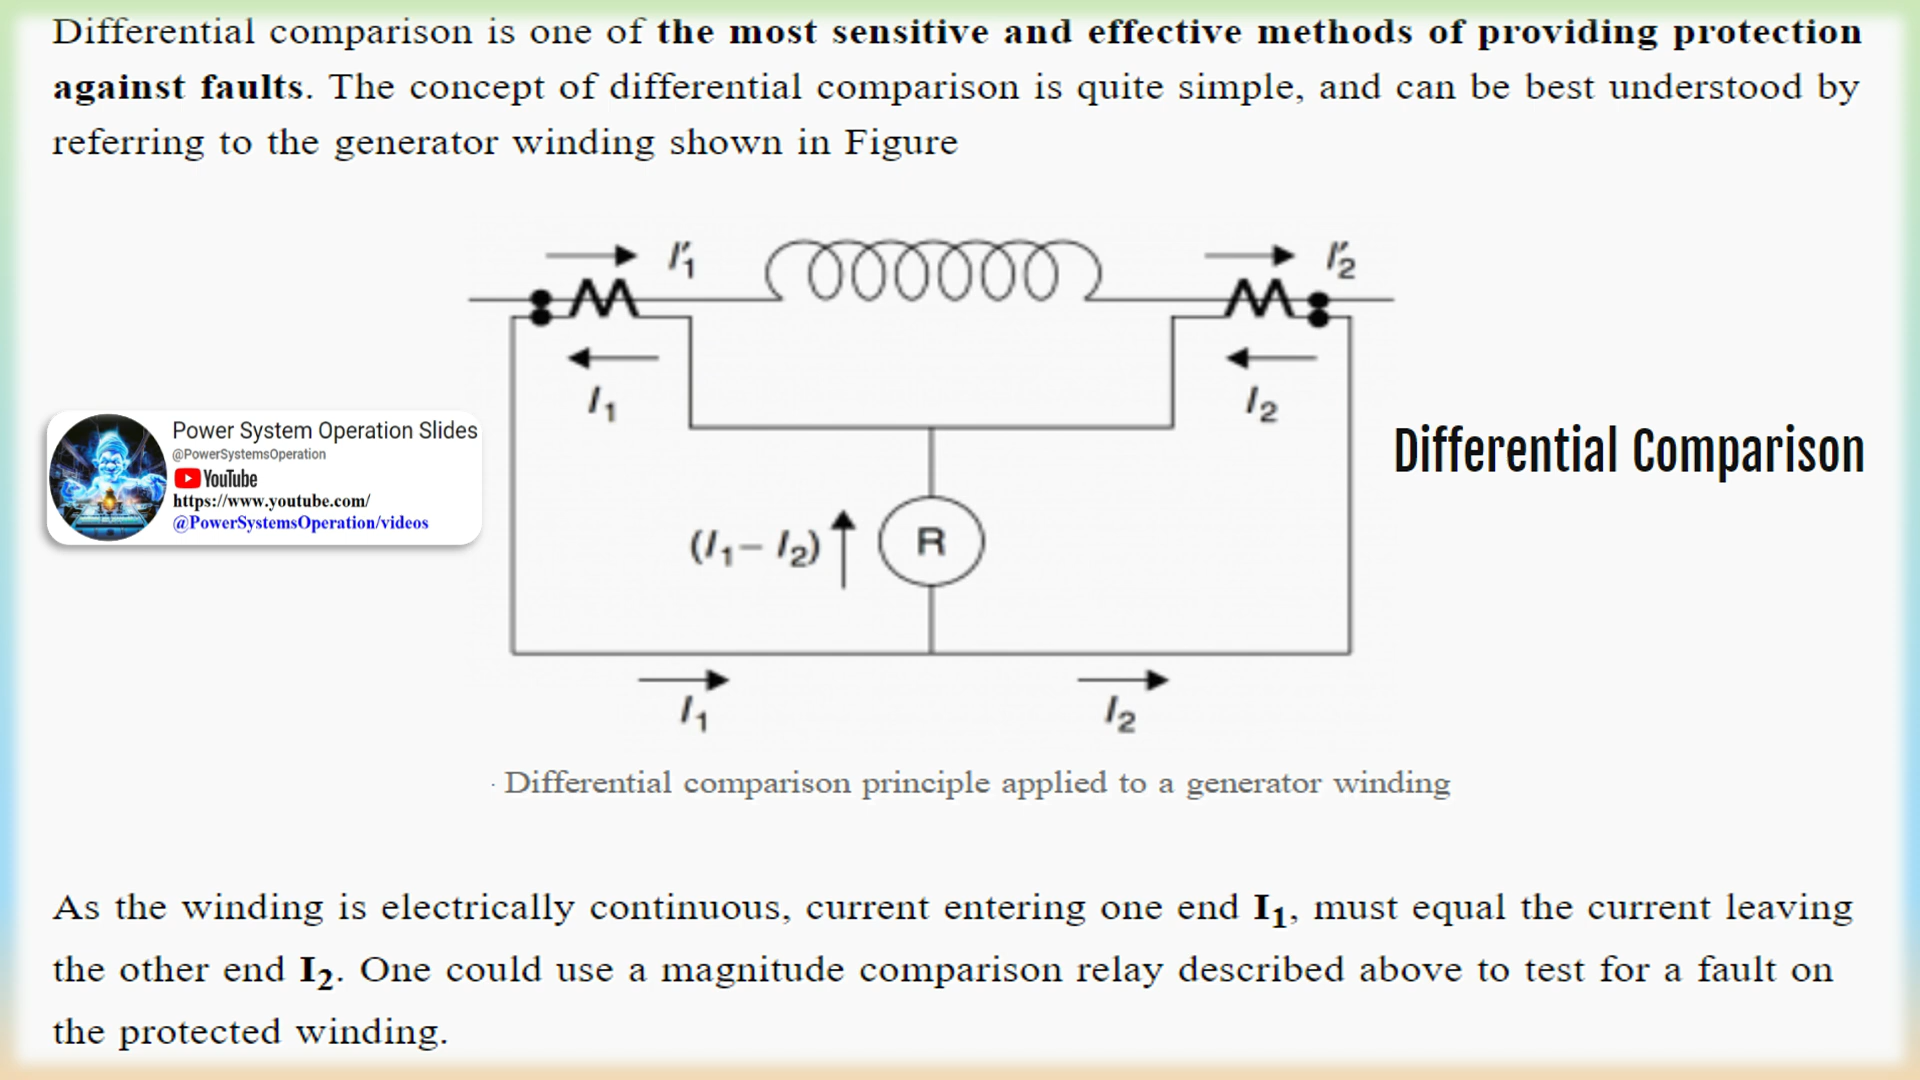 Differential comparison is one of the most sensitive and effective methods of providing protection
against faults. The concept of differential comparison is quite simple, and can be best understood by
referring to the generator winding shown in Figure
I′1
I′2
I1
I2
Power System Operation Slides
@PowerSystemsOperation
YouTube
https://www.youtube.com/
@PowerSystemsOperation/videos
Differential Comparison
(I1− I2)
R
I1
I2
· Differential comparison principle applied to a generator winding
As the winding is electrically continuous, current entering one end I1, must equal the current leaving
the other end I2. One could use a magnitude comparison relay described above to test for a fault on
the protected winding.